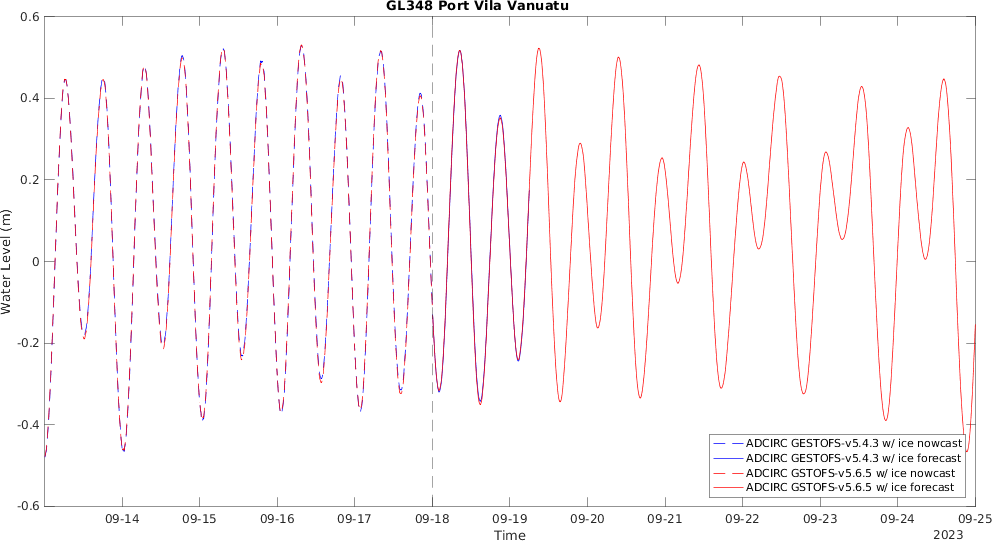 GL348 Port Vila Vanuatu
0.6
0.4
0.2
0
-0.2
-0.4
-0.6
Water Level (m)
ADCIRC GESTOFS-v5.4.3 w/ ice nowcast
ADCIRC GESTOFS-v5.4.3 w/ ice forecast
ADCIRC GSTOFS-v5.6.5 w/ ice nowcast
ADCIRC GSTOFS-v5.6.5 w/ ice forecast
09-14 09-15 09-16 09-17 09-18 09-19 09-20 09-21 09-22 09-23 09-24 09-25
Time
2023